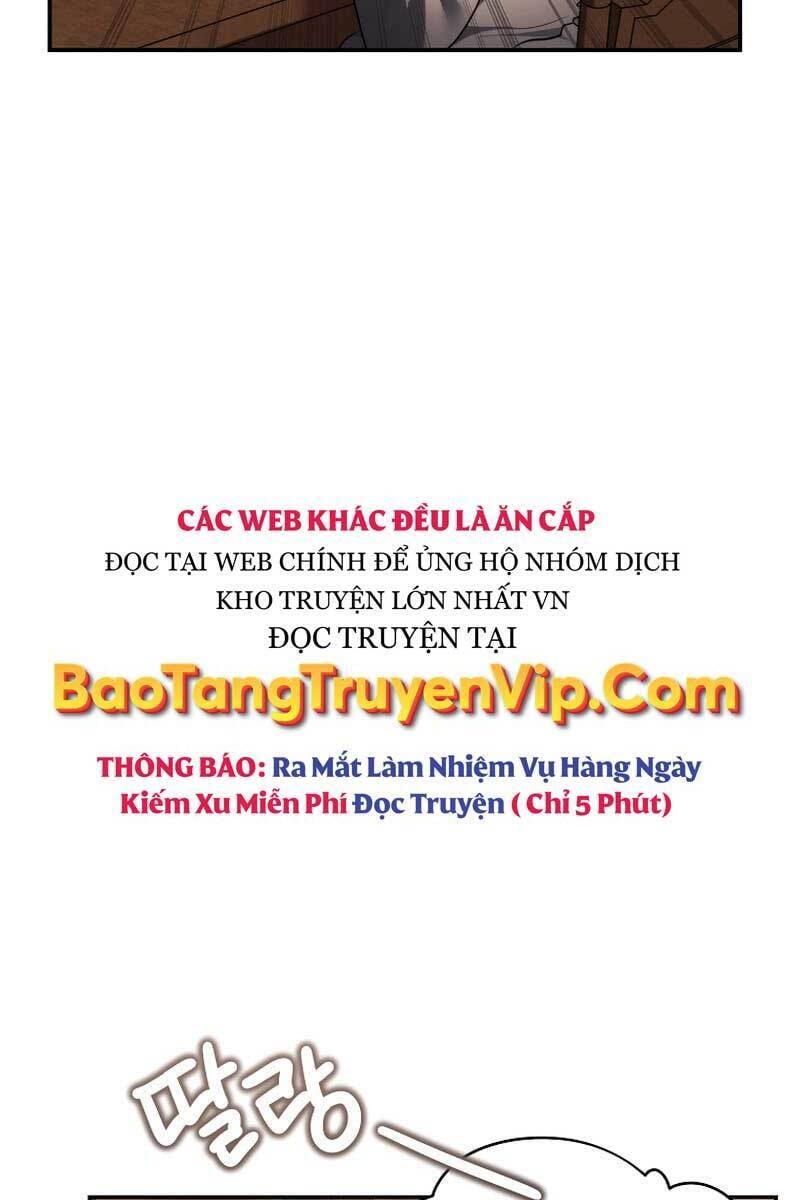 CÁC WEB KHÁC ĐỀU LÀ ĂN CẮP
ĐỌC TẠI WEB CHÍNH ĐỂ ỦNG HỘ NHÓM DỊCH
KHO TRUYỆN LỚN NHẤT VN
ĐỌC TRUYỆN TẠI
BaoTangTruyenVip.Com
THÔNG BÁO: Ra Mắt Làm Nhiệm Vụ Hàng Ngày
Kiếm Xu Miễn Phí Đọc Truyện ( Chỉ 5 Phút)
딸랑